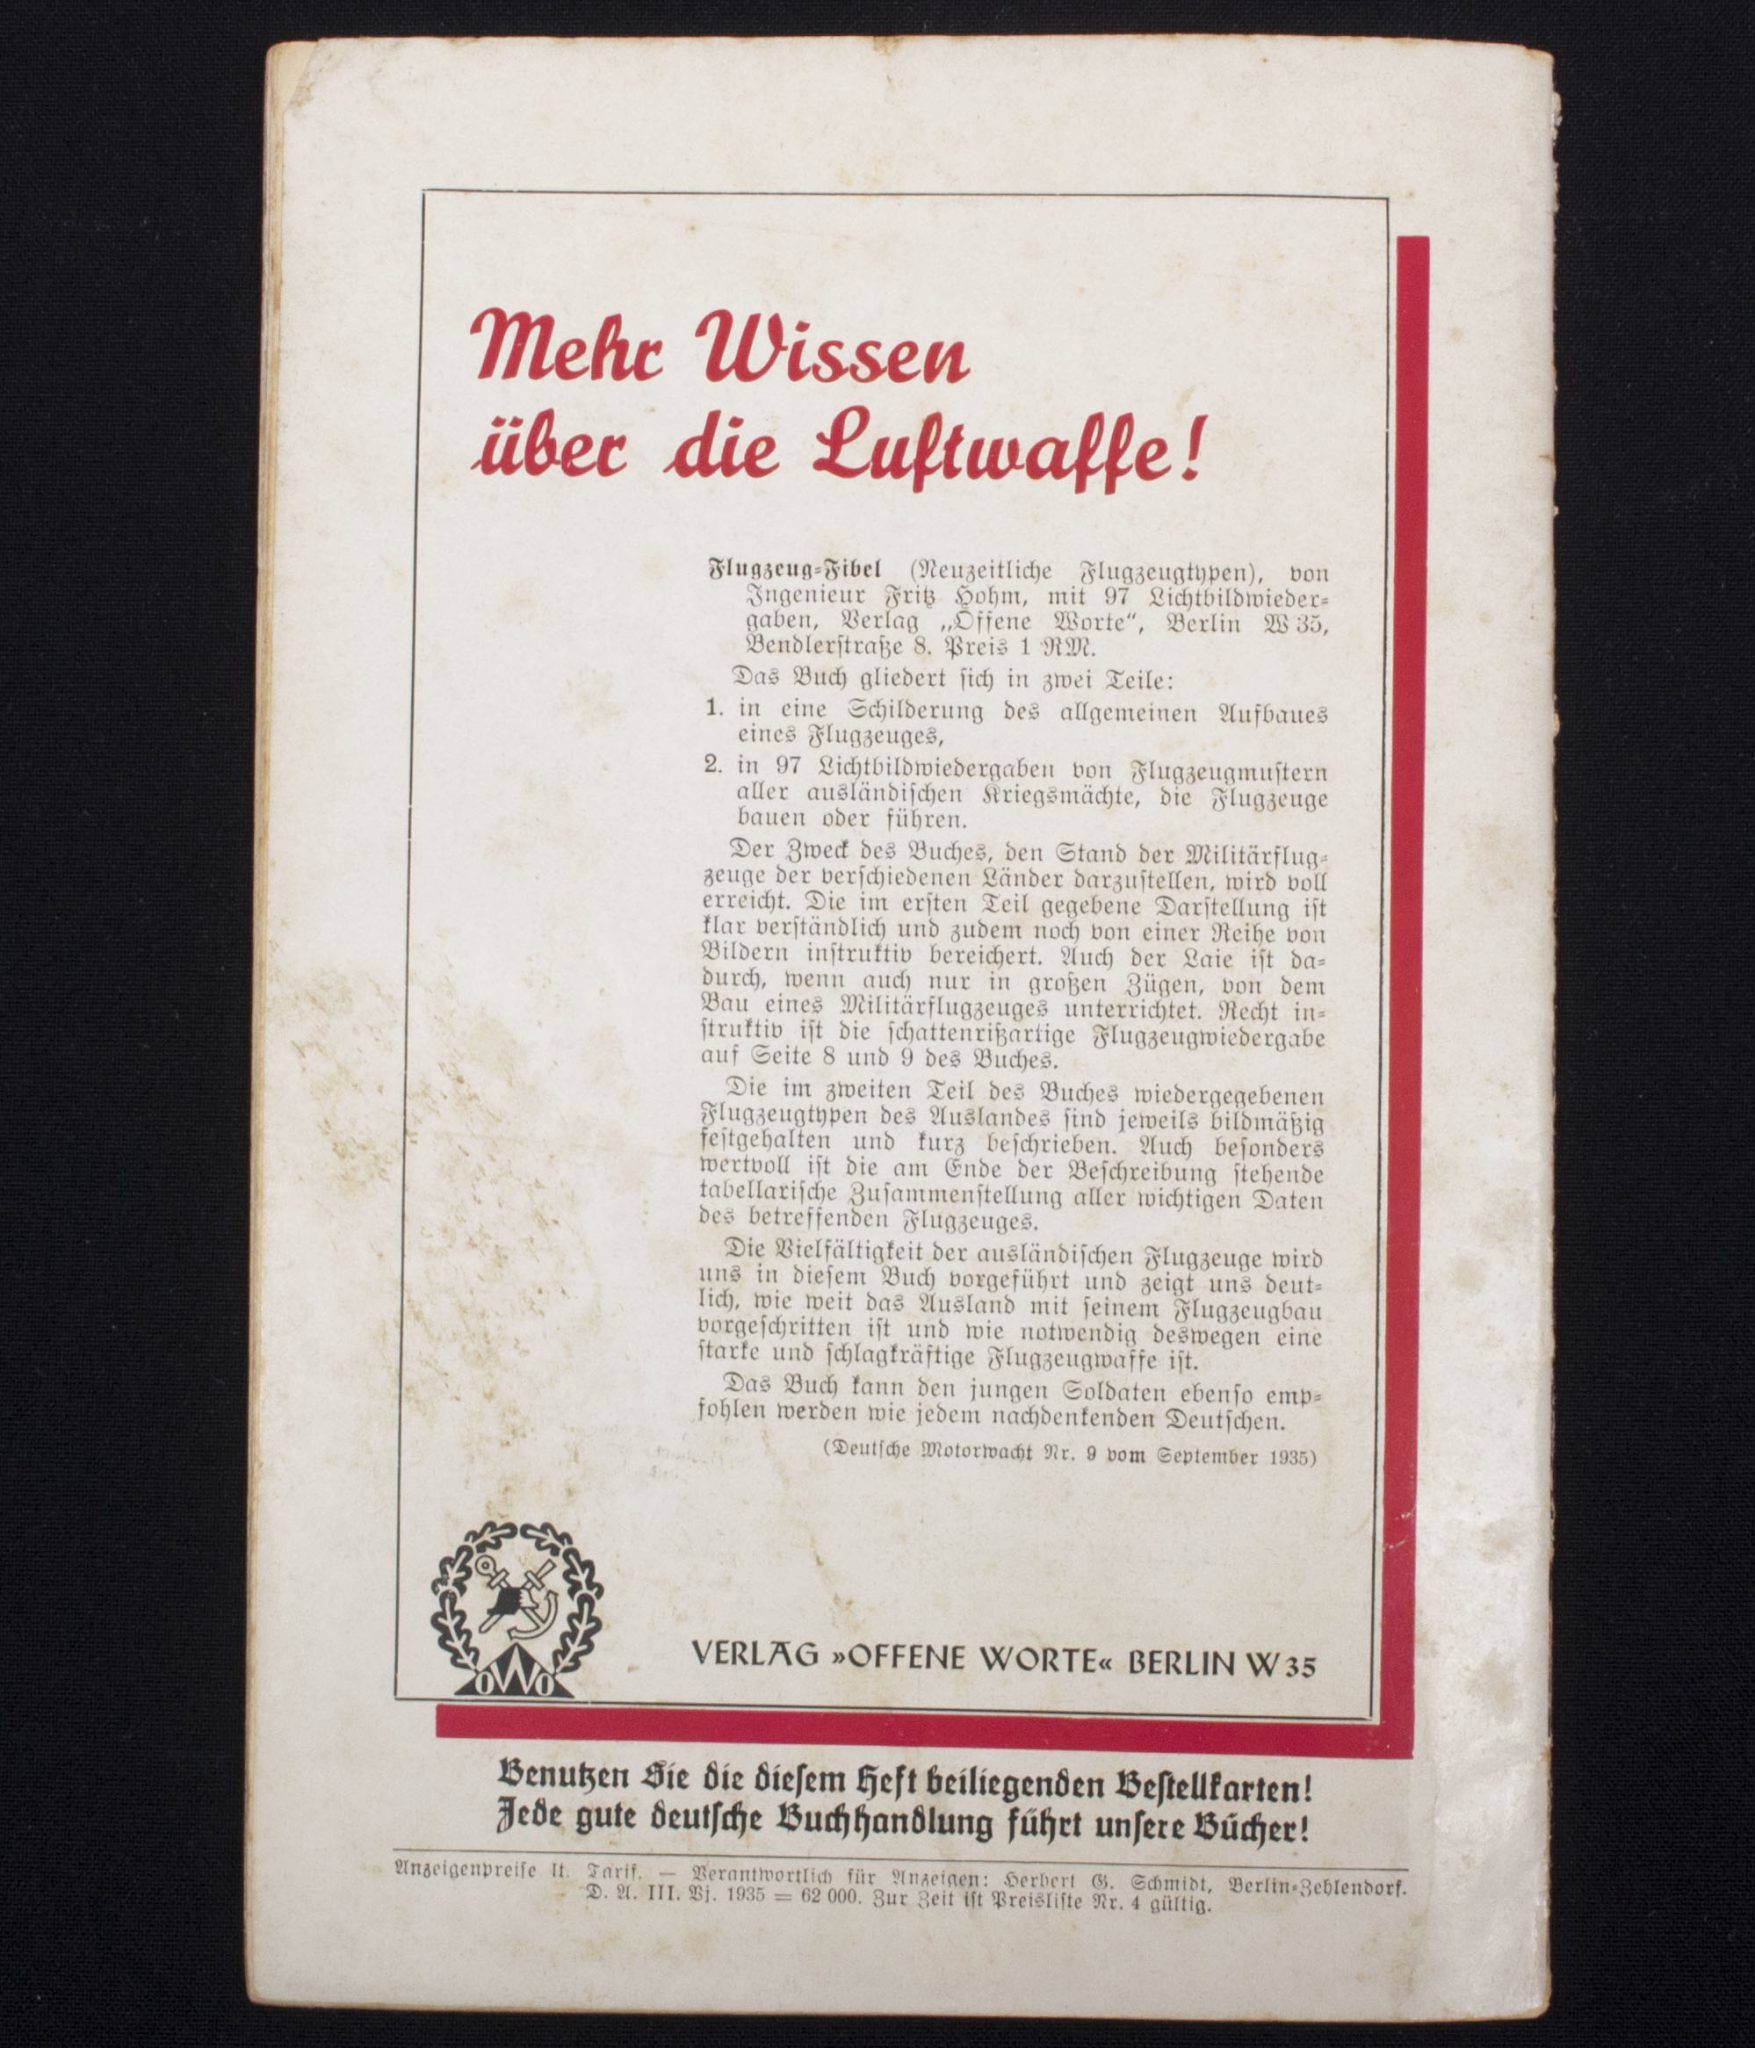 Mehr Wissen
über die Luftwaffe!
Flugzeug-Fibel (Neuzeitliche Flugzeugtypen), von
Ingenieur Fritz Hohm, mit 97 Lichtbildwieder-
gaben, Verlag „Offene Worte“, Berlin W 35,
Bendlerstraße 8. Preis 1 RM.
Das Buch gliedert sich in zwei Teile:
1. in eine Schilderung des allgemeinen Aufbaues
eines Flugzeuges,
2. in 97 Lichtbildwiedergaben von Flugzeugmustern
aller ausländischen Kriegsmächte, die Flugzeuge
bauen oder führen.
Der Zweck des Buches, den Stand der Militärflug-
zeuge der verschiedenen Länder darzustellen, wird voll
erreicht. Die im ersten Teil gegebene Darstellung ist
klar verständlich und zudem noch von einer Reihe von
Bildern instruktiv bereichert. Auch der Laie ist da-
durch, wenn auch nur in großen Zügen, von dem
Bau eines Militärflugzeuges unterrichtet. Recht in-
struktiv ist die schattenrißartige Flugzeugwiedergabe
auf Seite 8 und 9 des Buches.
Die im zweiten Teil des Buches wiedergegebenen
Flugzeugtypen des Auslandes sind jeweils bildmäßig
festgehalten und kurz beschrieben. Auch besonders
wertvoll ist die am Ende der Beschreibung stehende
tabellarische Zusammenstellung aller wichtigen Daten
des betreffenden Flugzeuges.
Die Vielfältigkeit der ausländischen Flugzeuge wird
uns in diesem Buch vorgeführt und zeigt uns deut-
lich, wie weit das Ausland mit seinem Flugzeugbau
vorgeschritten ist und wie notwendig deswegen eine
starke und schlagkräftige Flugzeugwaffe ist.
Das Buch kann den jungen Soldaten ebenso emp-
fohlen werden wie jedem nachdenkenden Deutschen.
(Deutsche Motorwacht Nr. 9 vom September 1935)
OWO
VERLAG »OFFENE WORTE« BERLIN W 35
Benutzen Sie die diesem Heft beiliegenden Bestellkarten!
Jede gute deutsche Buchhandlung führt unsere Bücher!
Anzeigenpreise lt. Tarif. — Verantwortlich für Anzeigen: Herbert G. Schmidt, Berlin-Zehlendorf.
D. A. III. Vj. 1935 = 62 000. Zur Zeit ist Preisliste Nr. 4 gültig.